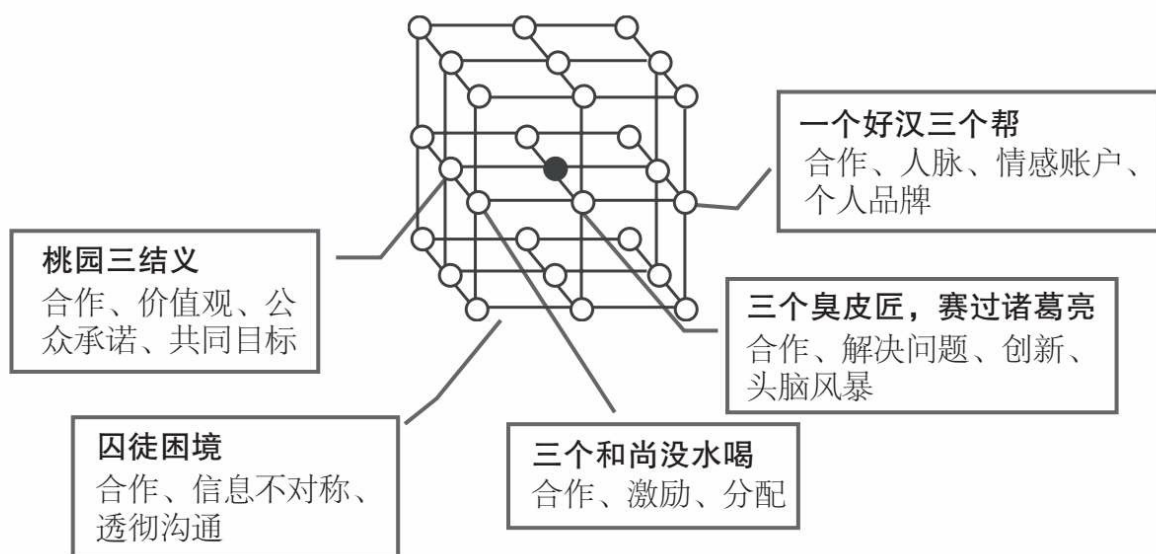 一个好汉三个帮
合作、人脉、情感账户、
个人品牌
桃园三结义
合作、价值观、公
众承诺、共同目标
三个臭皮匠，赛过诸葛亮
合作、解决问题、创新、
头脑风暴
囚徒困境
合作、信息不对称、
透彻沟通
三个和尚没水喝
合作、激励、分配